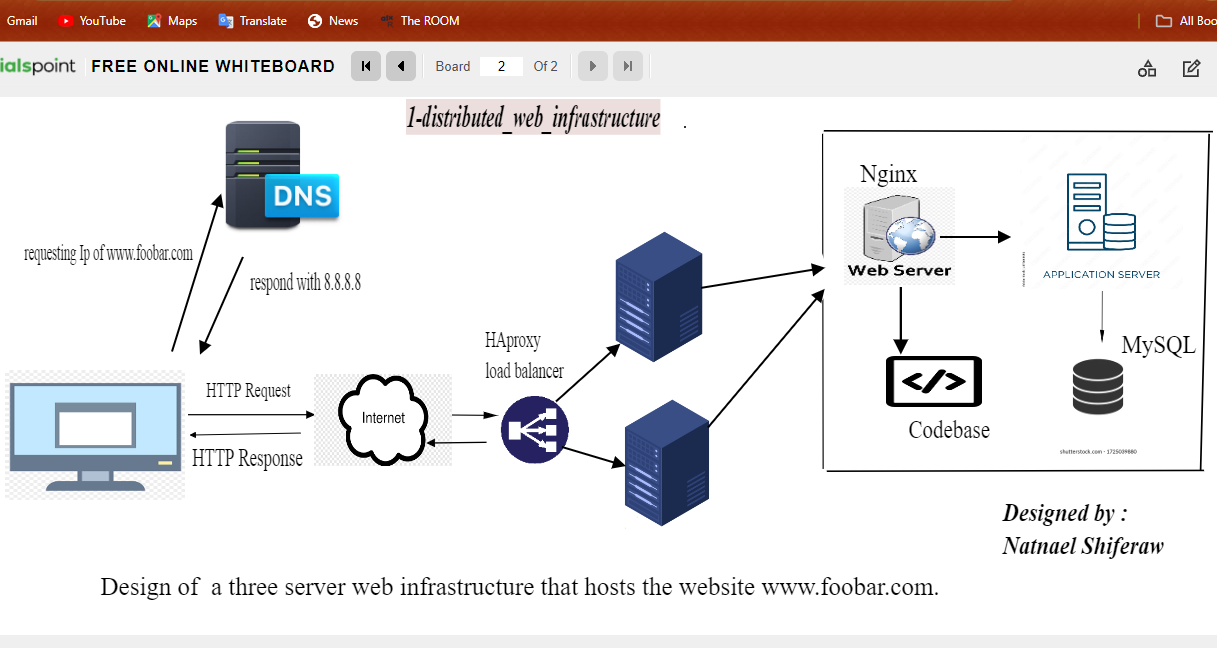 Gmail YouTube Maps Translate News The ROOM All Boo
ialspoint FREE ONLINE WHITEBOARD Board 2 Of 2
1-distributed_web_infrastructure .
DNS
requesting Ip of www.foobar.com
respond with 8.8.8.8
HTTP Request
HTTP Response
Internet
HAproxy
load balancer
Nginx
Web Server
APPLICATION SERVER
MySQL
</>
Codebase
shutterstock.com · 1725039880
Designed by :
Natnael Shiferaw
Design of a three server web infrastructure that hosts the website www.foobar.com.